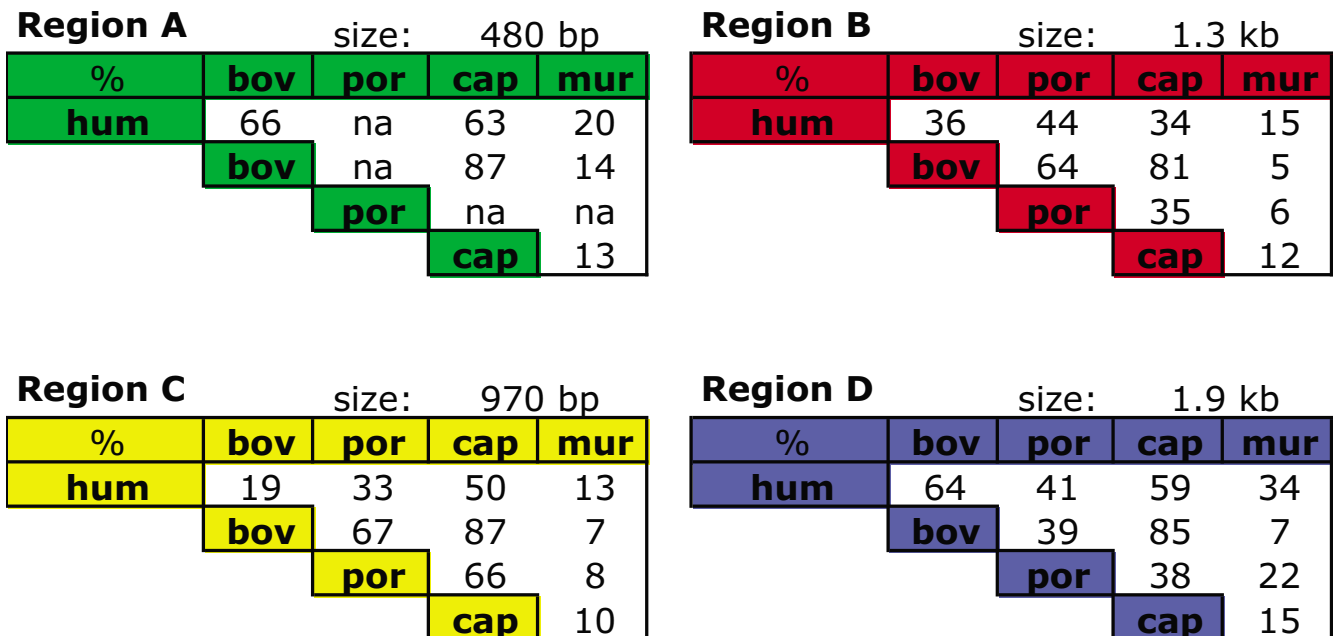 Region A size: 480 bp
% bov por cap mur
hum 66 na 63 20
bov na 87 14
por na na
cap 13
Region B size: 1.3 kb
% bov por cap mur
hum 36 44 34 15
bov 64 81 5
por 35 6
cap 12
Region C size: 970 bp
% bov por cap mur
hum 19 33 50 13
bov 67 87 7
por 66 8
cap 10
Region D size: 1.9 kb
% bov por cap mur
hum 64 41 59 34
bov 39 85 7
por 38 22
cap 15